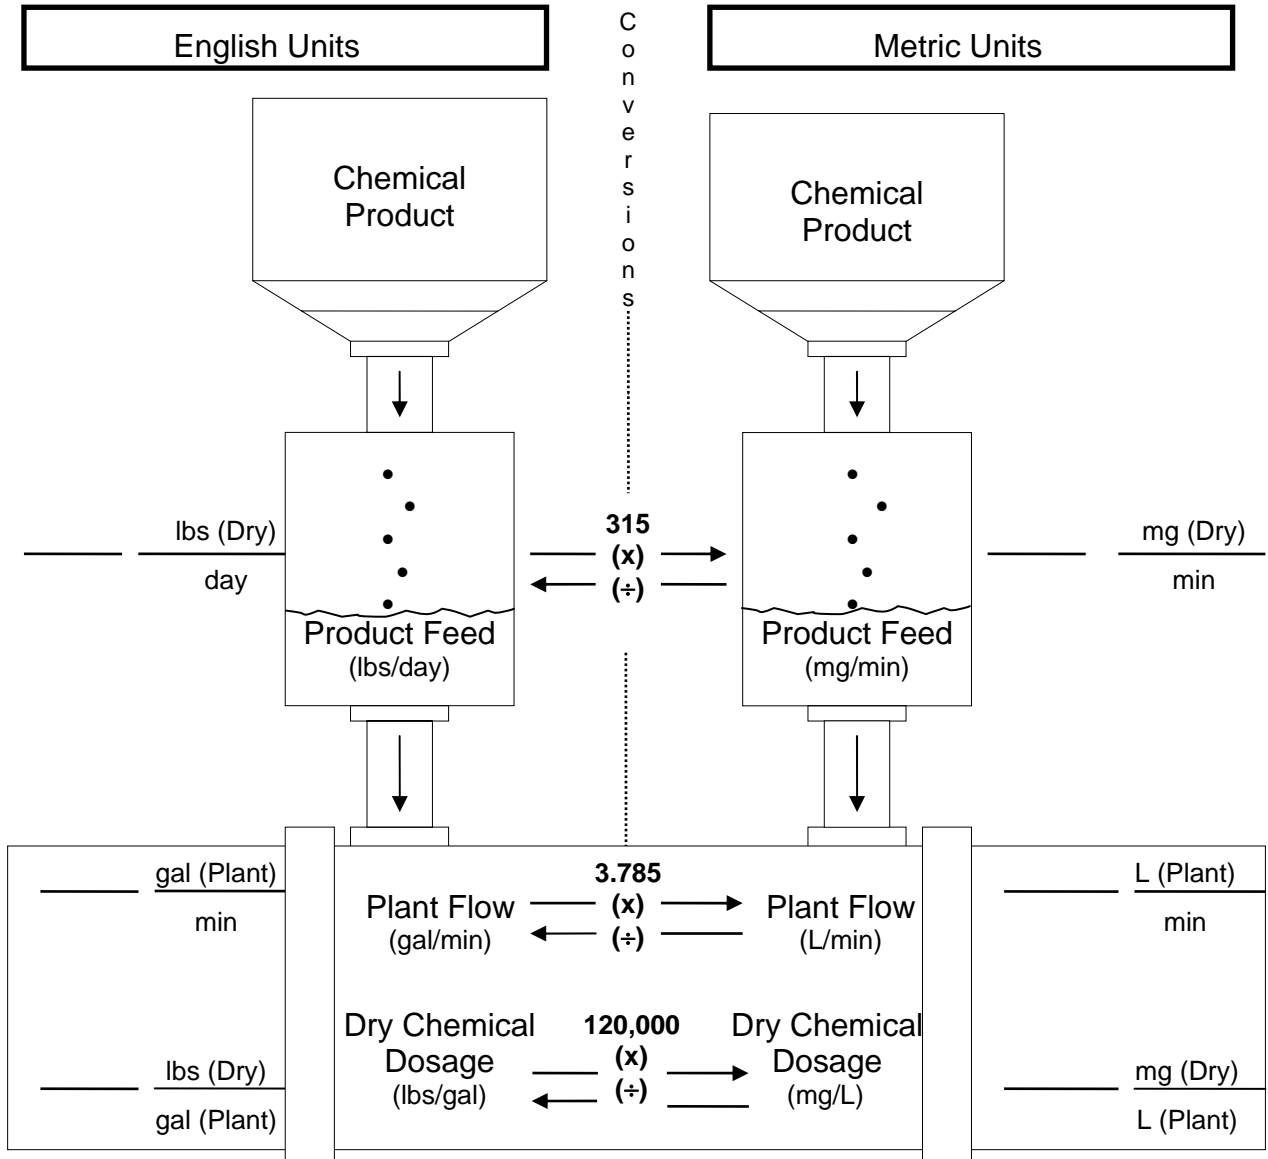 English Units
Conversions
Metric Units
Chemical
Product
Chemical
Product
lbs (Dry)
day
315
(x)
(÷)
mg (Dry)
min
Product Feed
(lbs/day)
Product Feed
(mg/min)
gal (Plant)
min
Plant Flow
(gal/min)
3.785
(x)
(÷)
Plant Flow
(L/min)
L (Plant)
min
lbs (Dry)
gal (Plant)
Dry Chemical
Dosage
(lbs/gal)
120,000
(x)
(÷)
Dry Chemical
Dosage
(mg/L)
mg (Dry)
L (Plant)